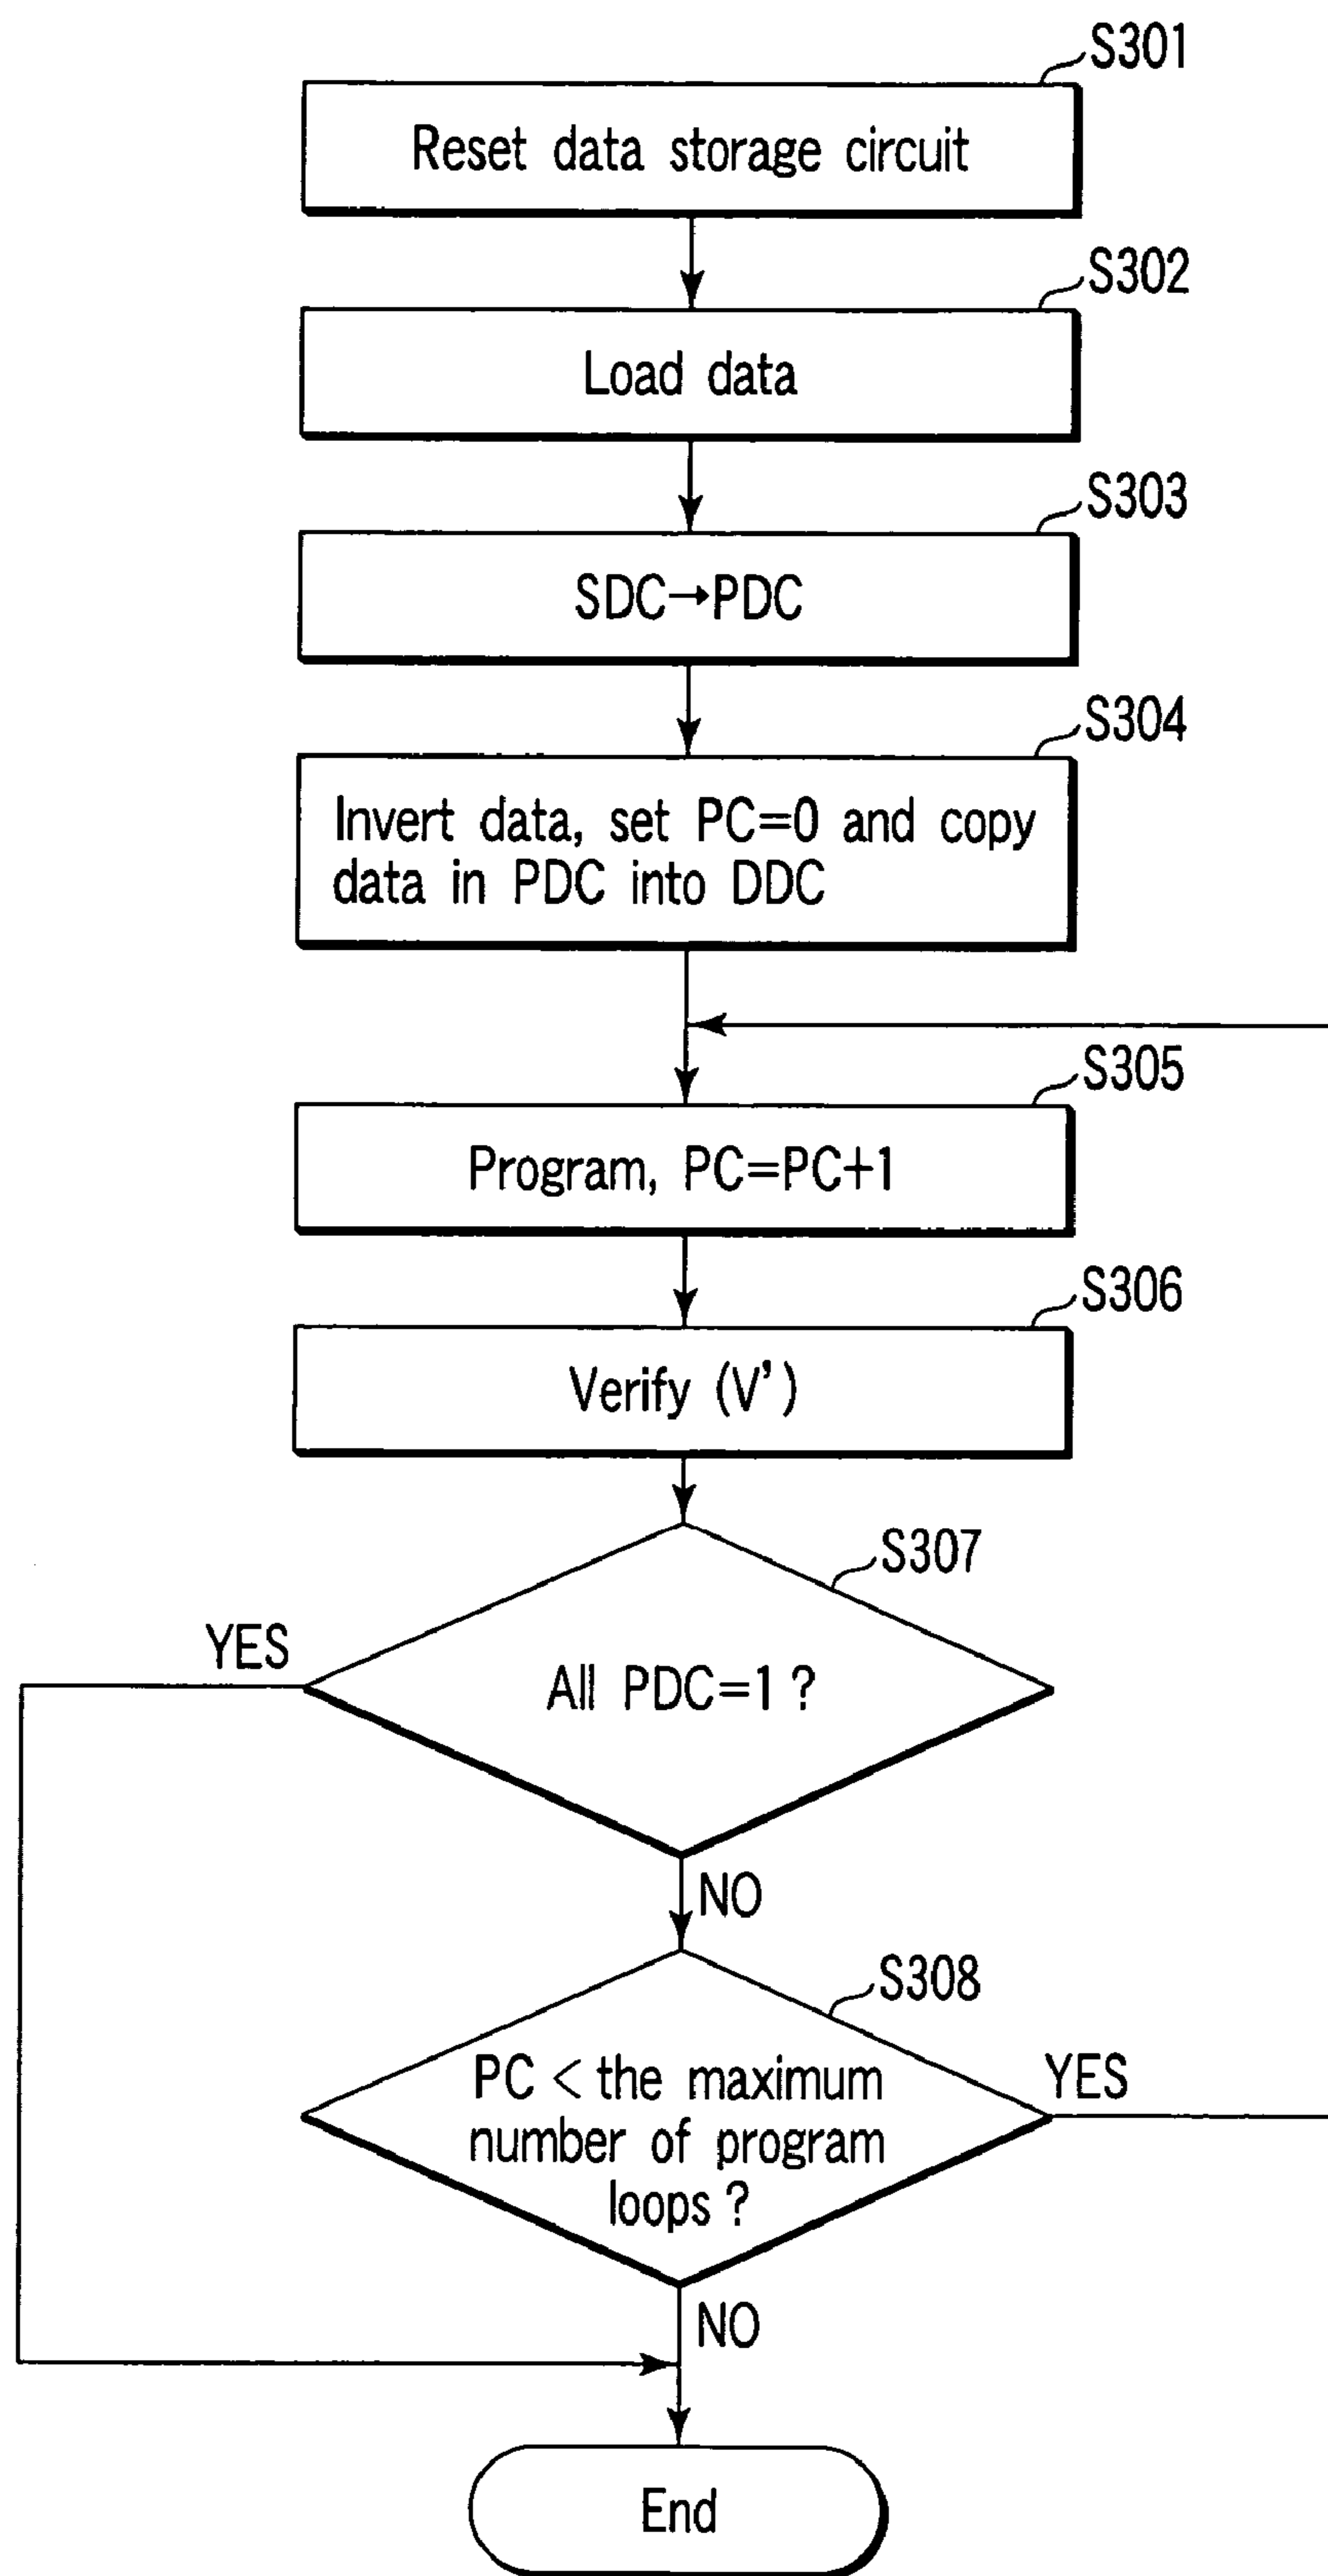 S301
Reset data storage circuit
S302
Load data
S303
SDC→PDC
S304
Invert data, set PC=0 and copy
data in PDC into DDC
S305
Program, PC=PC+1
S306
Verify (V')
S307
YES
All PDC=1 ?
NO
S308
PC < the maximum
number of program
loops ?
YES
NO
End